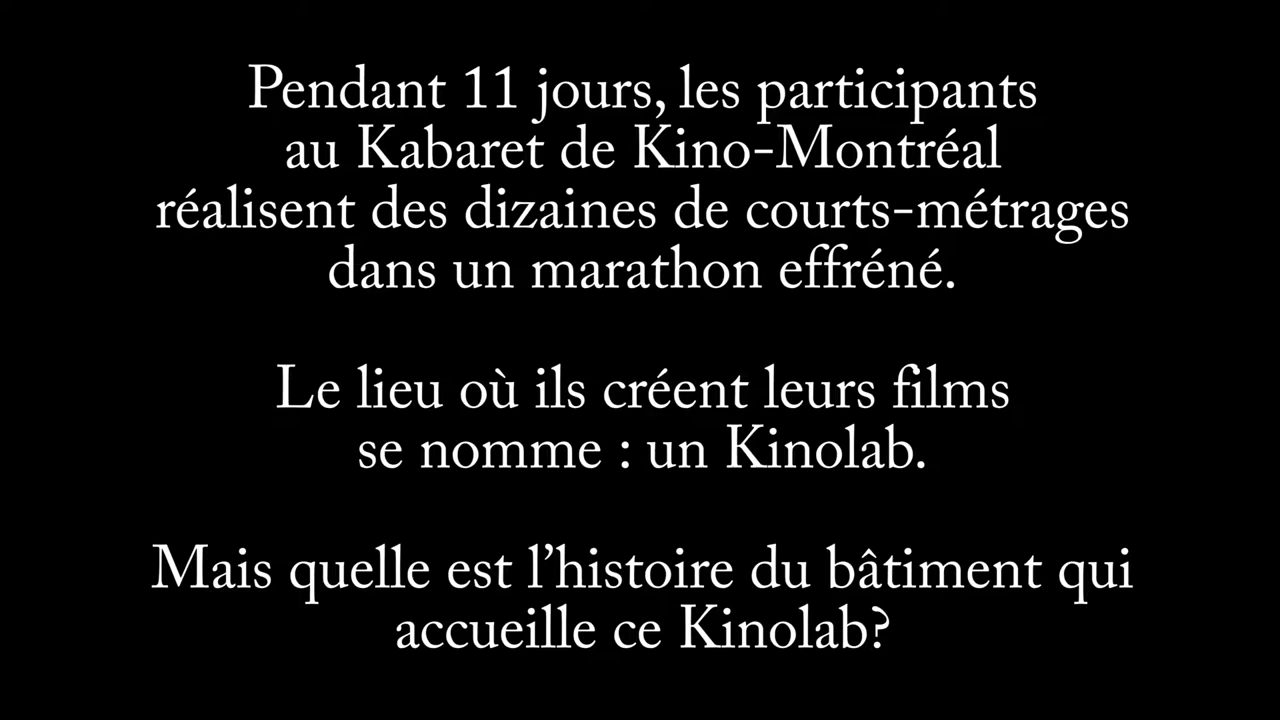 Pendant 11 jours, les participants
au Kabaret de Kino-Montréal
réalisent des dizaines de courts-métrages
dans un marathon effréné.
Le lieu où ils créent leurs films
se nomme : un Kinolab.
Mais quelle est l’histoire du bâtiment qui
accueille ce Kinolab?